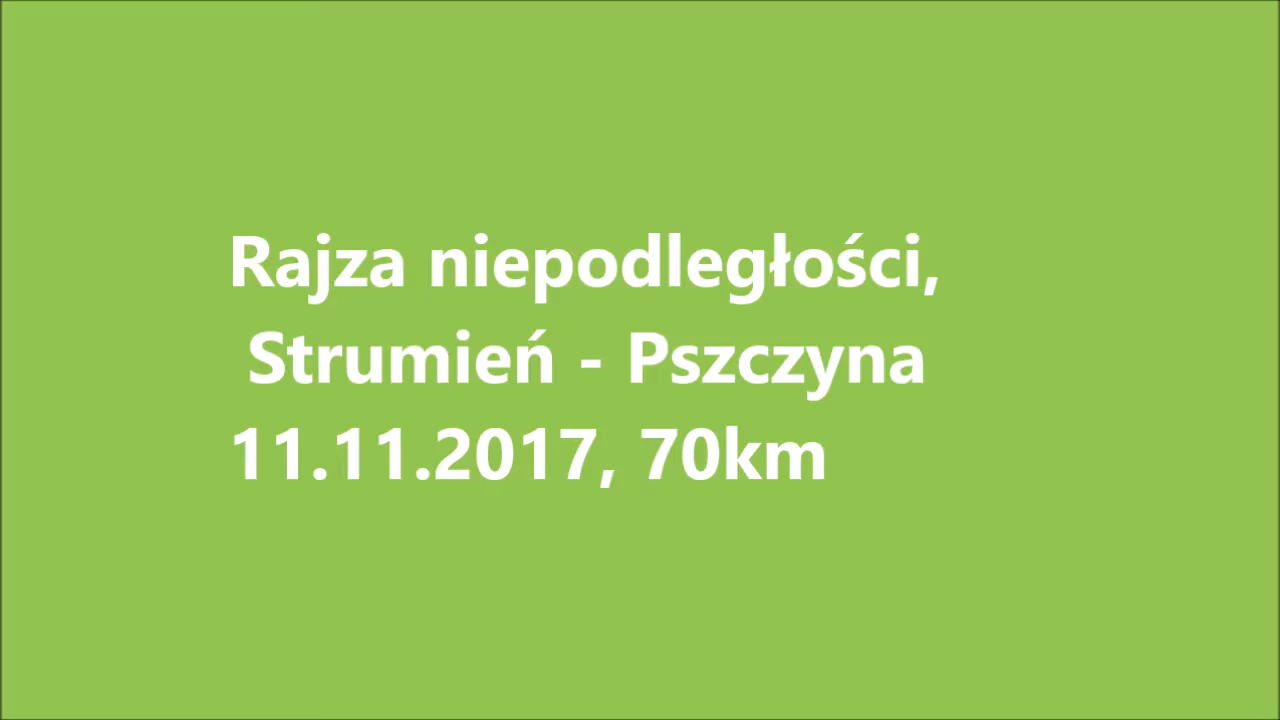 Rajza niepodległości,
Strumień - Pszczyna
11.11.2017, 70km